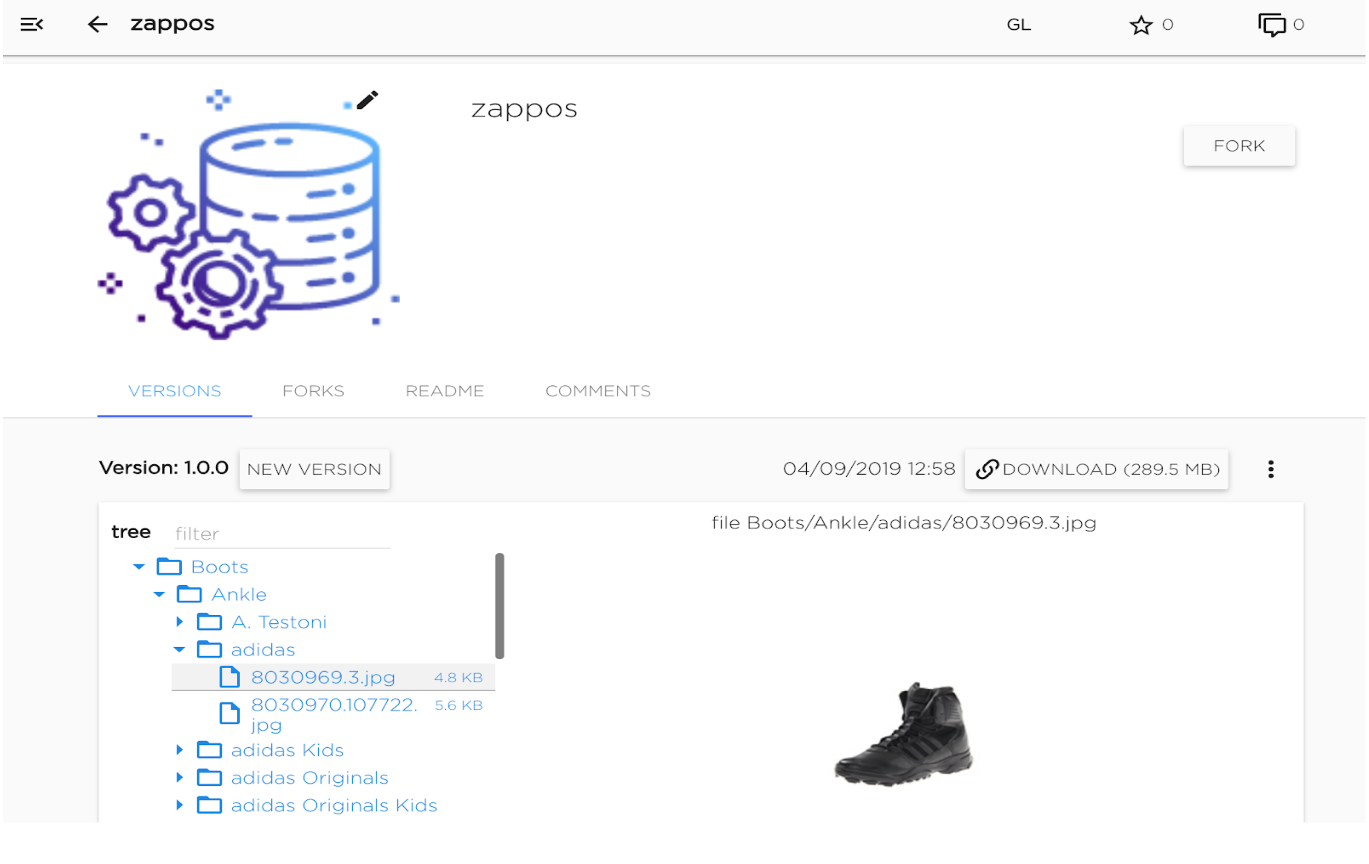 zappos
GL
0
0
zappos
FORK
VERSIONS
FORKS
README
COMMENTS
Version: 1.0.0
NEW VERSION
04/09/2019 12:58
DOWNLOAD (289.5 MB)
tree
filter
file Boots/Ankle/adidas/8030969.3.jpg
Boots
Ankle
A. Testoni
adidas
8030969.3.jpg 4.8 KB
8030970.107722. 5.6 KB
jpg
adidas Kids
adidas Originals
adidas Originals Kids